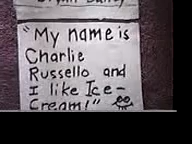 "My name is
Charlie
Russello and
I like Ice-
Cream!"